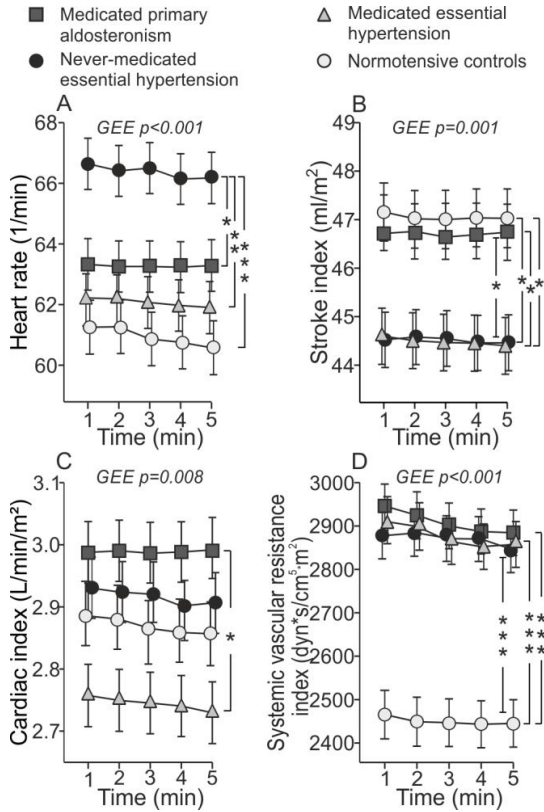 Medicated primary aldosteronism
Never-medicated essential hypertension
Medicated essential hypertension
Normotensive controls
A
GEE p<0.001
Heart rate (1/min)
68
66
64
62
60
* * * * * *
1 2 3 4 5
Time (min)
B
GEE p=0.001
Stroke index (ml/m²)
49
48
47
46
45
44
* * * *
1 2 3 4 5
Time (min)
C
GEE p=0.008
Cardiac index (L/min/m²)
3.1
3.0
2.9
2.8
2.7
*
1 2 3 4 5
Time (min)
D
GEE p<0.001
Systemic vascular resistance
index (dyn*s/cm⁵·m²)
3000
2900
2800
2700
2600
2500
2400
* * * * * * * * *
1 2 3 4 5
Time (min)